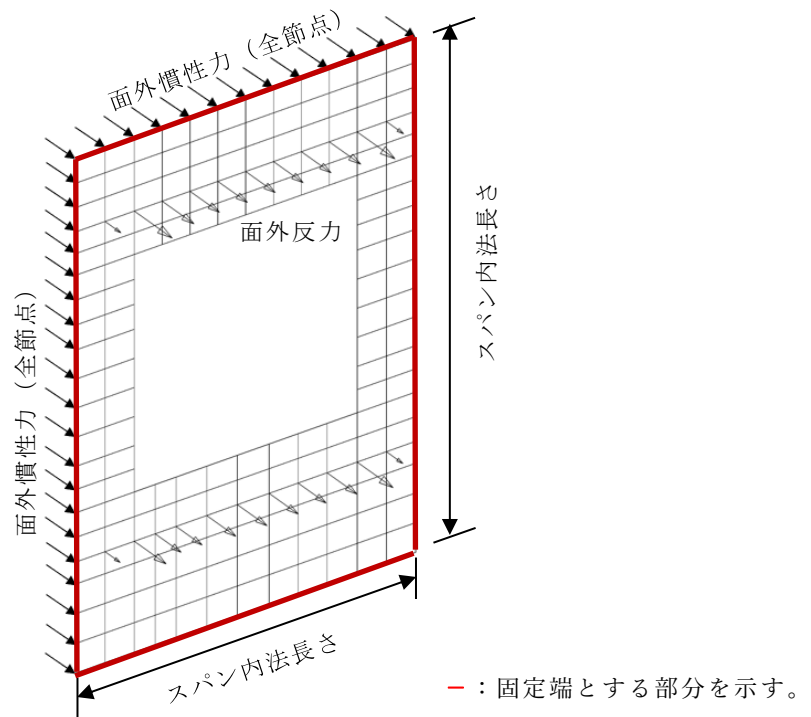 面外慣性力（全節点）
面外反力
スパン内法長さ
面外慣性力（全節点）
スパン内法長さ
：固定端とする部分を示す。